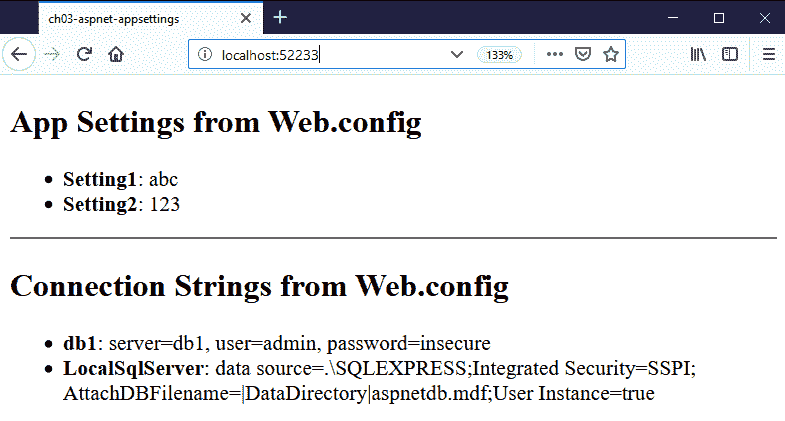 ch03-aspnet-appsettings
localhost:52233
133%
App Settings from Web.config
Setting1: abc
Setting2: 123
Connection Strings from Web.config
db1: server=db1, user=admin, password=insecure
LocalSqlServer: data source=.\SQLEXPRESS;Integrated Security=SSPI;
AttachDBFilename=|DataDirectory|aspnetdb.mdf;User Instance=true